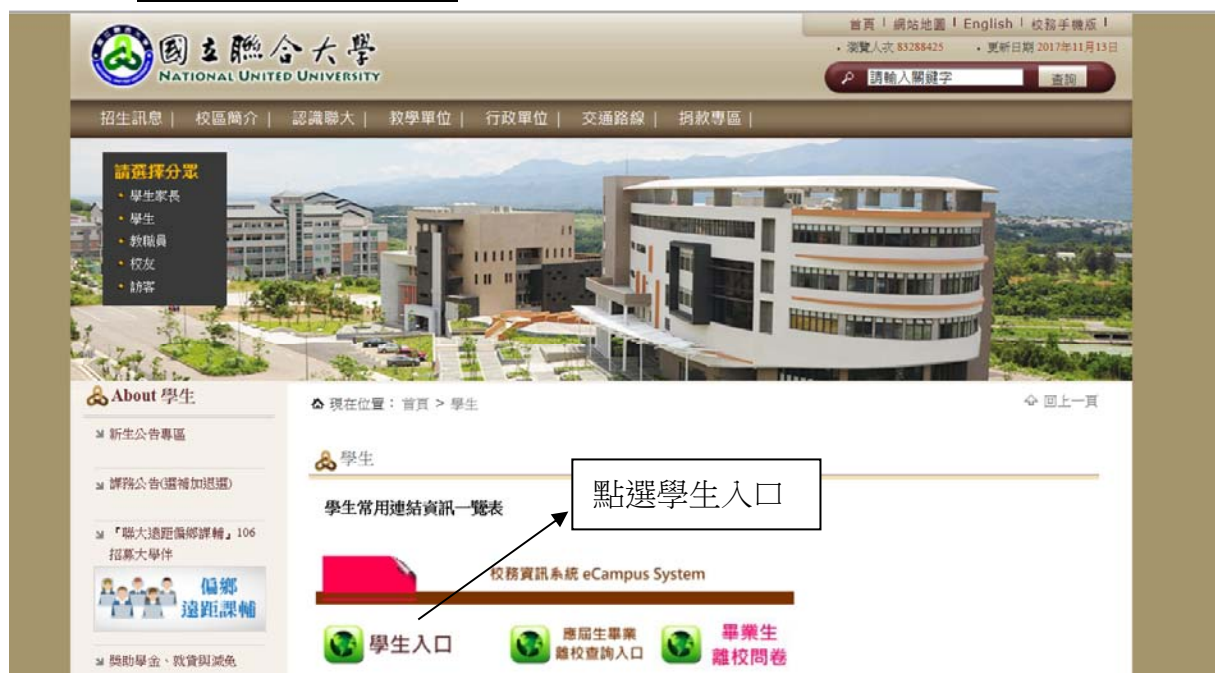 首頁 | 網站地圖 | English | 校務手機版 |
國立聯合大學
NATIONAL UNITED UNIVERSITY
瀏覽人次 83288425 ・更新日期 2017年11月13日
請輸入關鍵字 查詢
招生訊息 | 校區簡介 | 認識聯大 | 教學單位 | 行政單位 | 交通路線 | 捐款專區 |
請選擇分眾
學生家長
學生
教職員
校友
訪客
About 學生
現在位置：首頁 > 學生 回上一頁
新生公告專區
學生
課務公告(選補加退選)
點選學生入口
學生常用連結資訊一覽表
『聯大遠距偏鄉課輔』106
招募大學伴
偏鄉
遠距課輔
校務資訊系統 eCampus System
學生入口
應屆生畢業
離校查詢入口
畢業生
離校問卷
獎助學金、就貸與減免